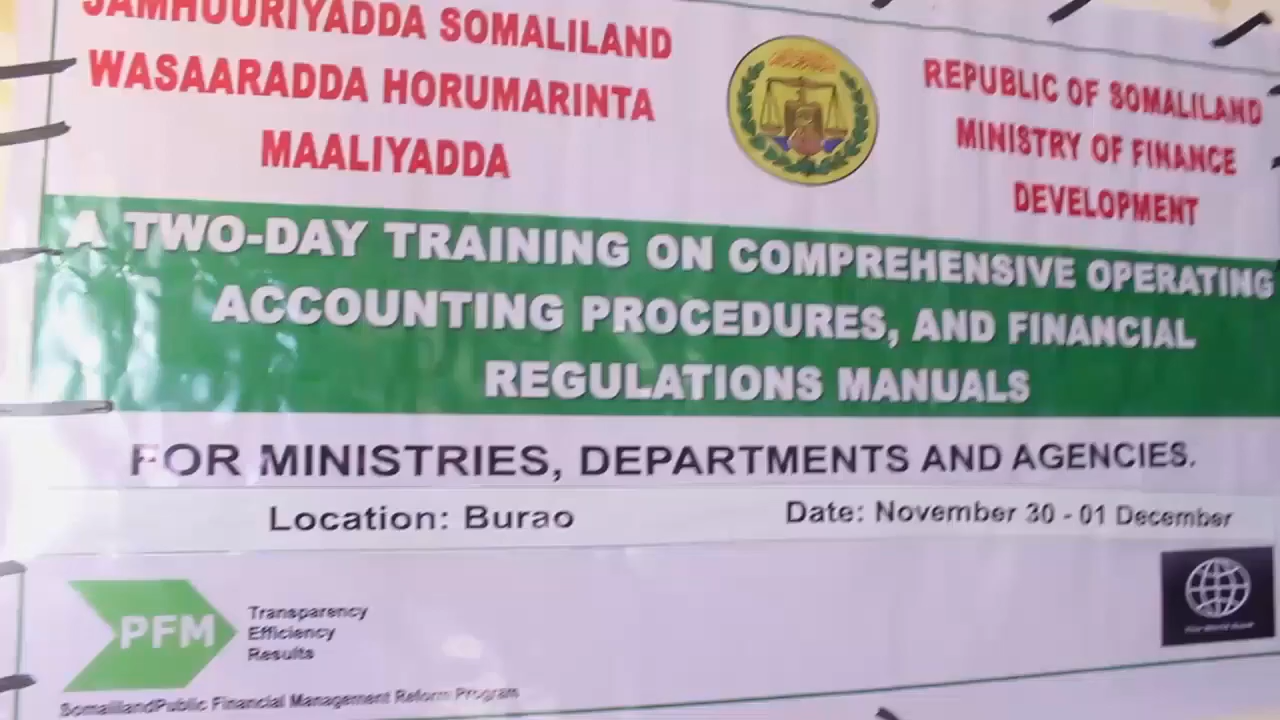 JAMHUURIYADDA SOMALILAND
WASAARADDA HORUMARINTA
MAALIYADDA
REPUBLIC OF SOMALILAND
MINISTRY OF FINANCE
DEVELOPMENT
A TWO-DAY TRAINING ON COMPREHENSIVE OPERATING
ACCOUNTING PROCEDURES, AND FINANCIAL
REGULATIONS MANUALS
FOR MINISTRIES, DEPARTMENTS AND AGENCIES.
Location: Burao
Date: November 30 - 01 December
PFM
Transparency
Efficiency
Results
SomalilandPublic Financial Management Reform Program